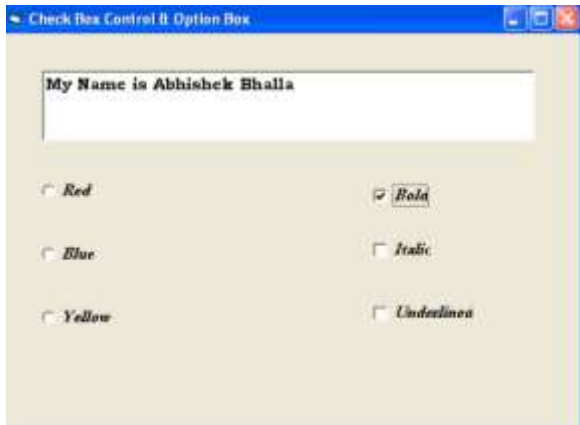 Check Box Control & Option Box
My Name is Abhishek Bhalla
Red
Bold
Blue
Italic
Yellow
Underlined